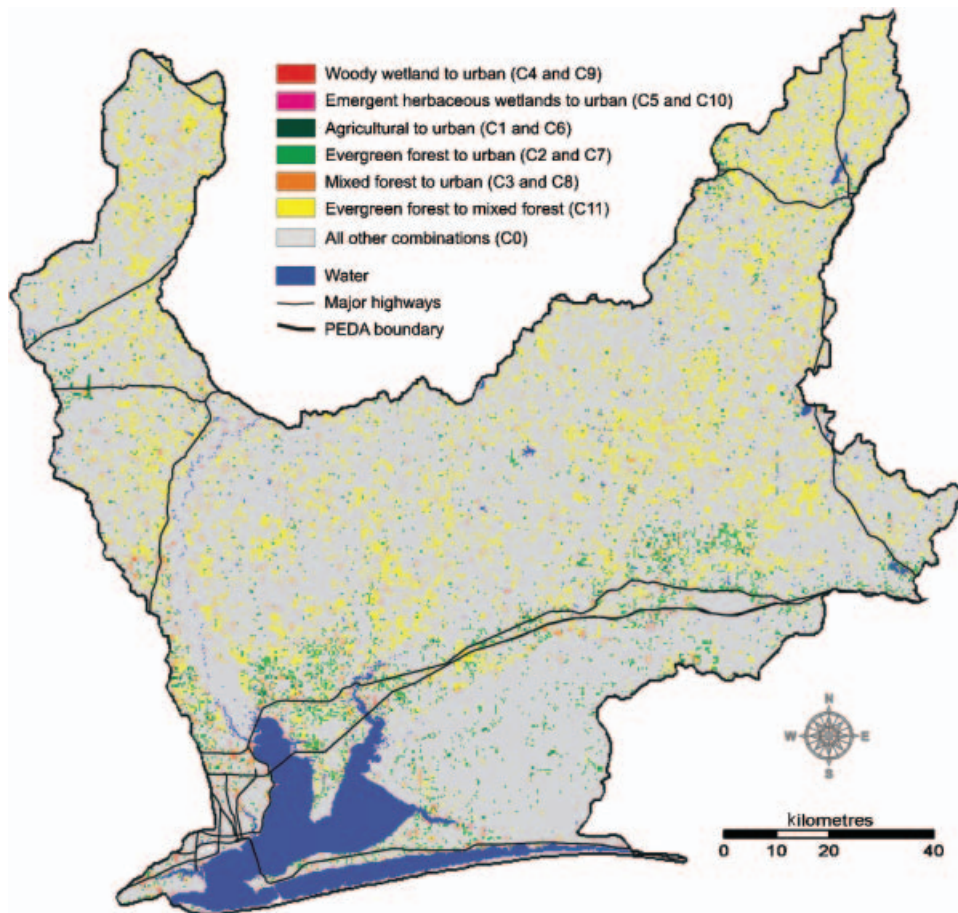 Woody wetland to urban (C4 and C9)
Emergent herbaceous wetlands to urban (C5 and C10)
Agricultural to urban (C1 and C6)
Evergreen forest to urban (C2 and C7)
Mixed forest to urban (C3 and C8)
Evergreen forest to mixed forest (C11)
All other combinations (C0)
Water
Major highways
PEDA boundary
N
W E
S
kilometres
0 10 20 40